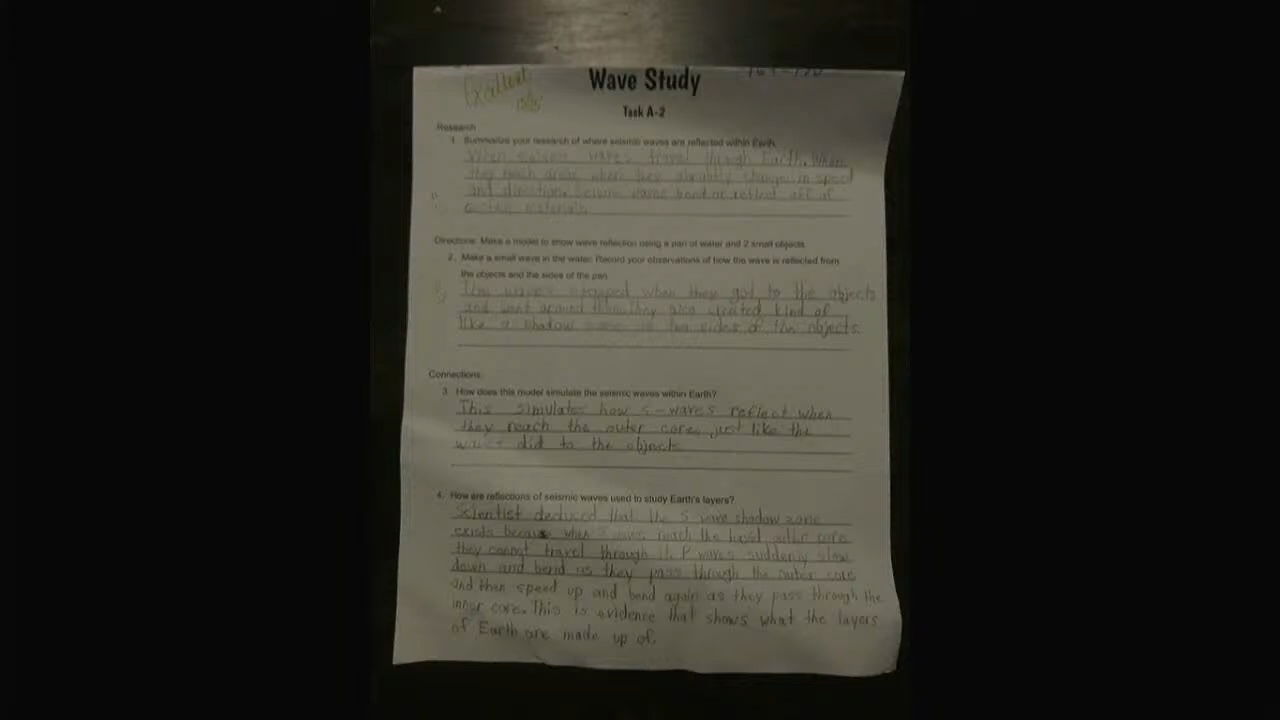 Excellent
Wave Study
Task A-2
Research
1. Summarize your research of where seismic waves are reflected within Earth.
When seismic waves travel through Earth. When
they reach areas where they abruptly change in speed
and direction. Seismic waves bend or reflect off of
materials
Directions: Make a model to show wave reflection using a pan of water and 2 small objects.
2. Make a small wave in the water. Record your observations of how the wave is reflected from
the objects and the sides of the pan.
The waves stopped when they got to the objects
and went around them. They also created kind of
like a shadow sides of the objects.
Connections:
3. How does this model simulate the seismic waves within Earth?
This simulates how S-waves reflect when
they reach the outer core, just like the
waves did to the objects
4. How are reflections of seismic waves used to study Earth's layers?
Scientist deduced that the S wave shadow zone
exists because when S waves reach the liquid outer core
they cannot travel through it. P waves suddenly slow
down and bend as they pass through the outer core
and then speed up and bend again as they pass through the
inner core. This is evidence that shows what the layers
of Earth are made up of.